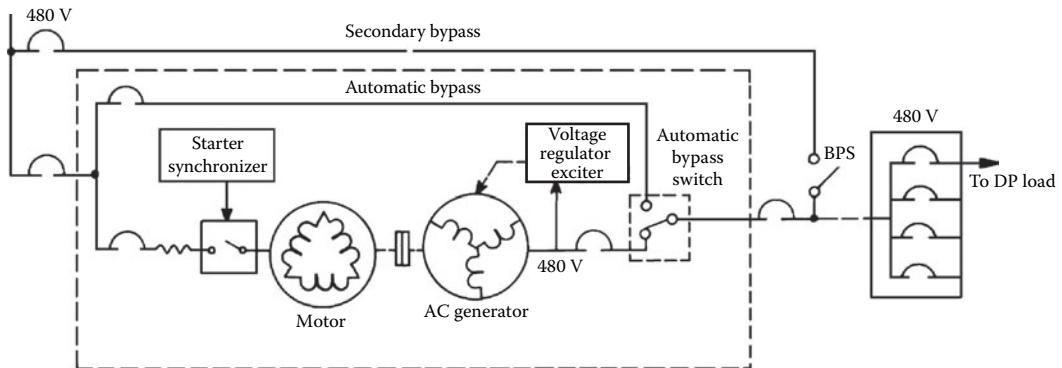 480 V
Secondary bypass
Automatic bypass
Starter
synchronizer
Voltage
regulator
exciter
Automatic
bypass
switch
BPS
480 V
To DP load
480 V
Motor
AC generator